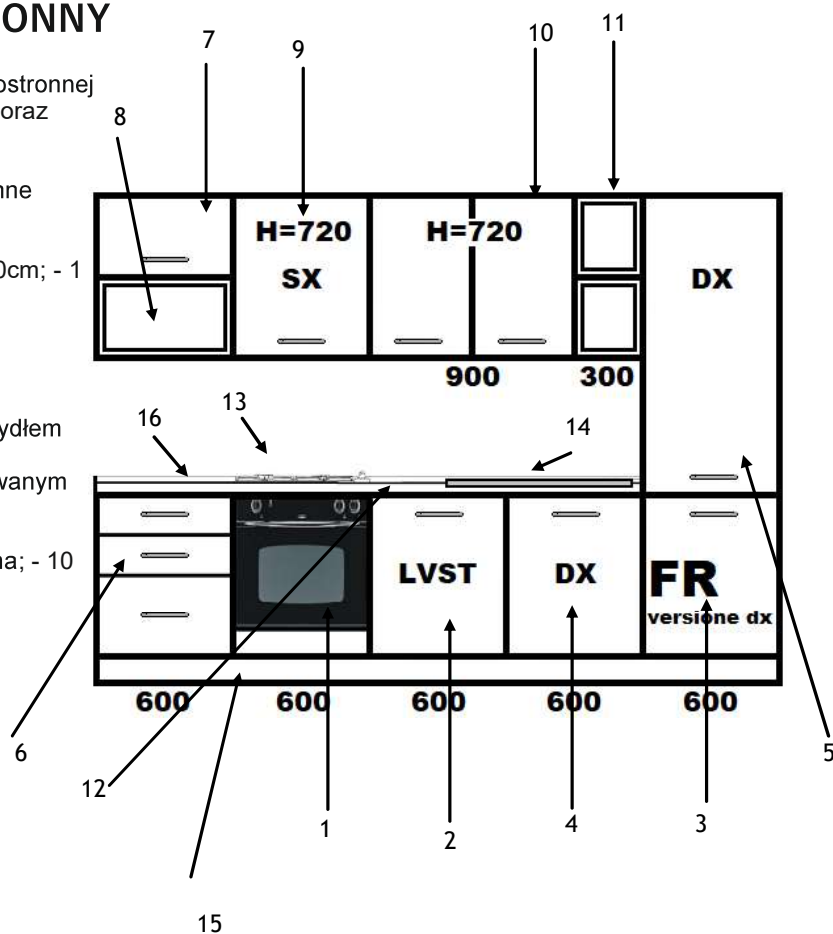 ONNY
7
9
10
11
ostronnej
oraz
8
nne
H=720
H=720
0cm; - 1
SX
DX
900
300
13
16
14
ydłem
wanym
na; - 10
LVST
DX
FR
versione dx
600
600
600
600
600
6
5
12
1
2
4
3
15